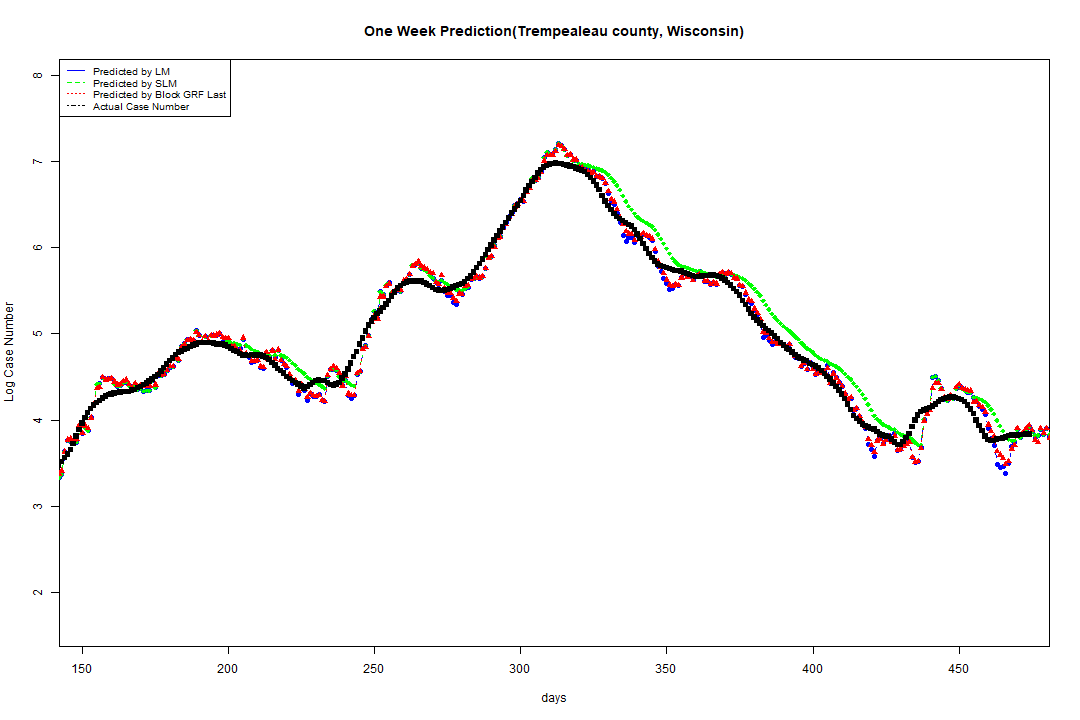 One Week Prediction(Trempealeau county, Wisconsin)
Predicted by LM
Predicted by SLM
Predicted by Block GRF Last
Actual Case Number
8
7
6
5
4
3
2
Log Case Number
150 200 250 300 350 400 450
days